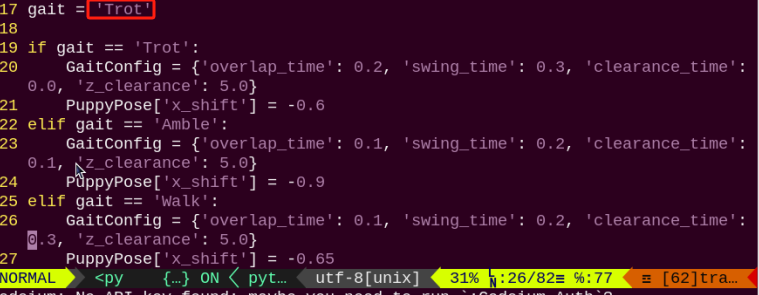 17 gait = 'Trot'
18
19 if gait == 'Trot':
20     GaitConfig = {'overlap_time': 0.2, 'swing_time': 0.3, 'clearance_time':
0.0, 'z_clearance': 5.0}
21     PuppyPose['x_shift'] = -0.6
22 elif gait == 'Amble':
23     GaitConfig = {'overlap_time': 0.1, 'swing_time': 0.2, 'clearance_time':
0.1, 'z_clearance': 5.0}
24     PuppyPose['x_shift'] = -0.9
25 elif gait == 'Walk':
26     GaitConfig = {'overlap_time': 0.1, 'swing_time': 0.2, 'clearance_time':
0.3, 'z_clearance': 5.0}
27     PuppyPose['x_shift'] = -0.65
NORMAL <py {…} ON pyt… utf-8[unix] 31% :26/82≡ ℅:77 [62]tra…